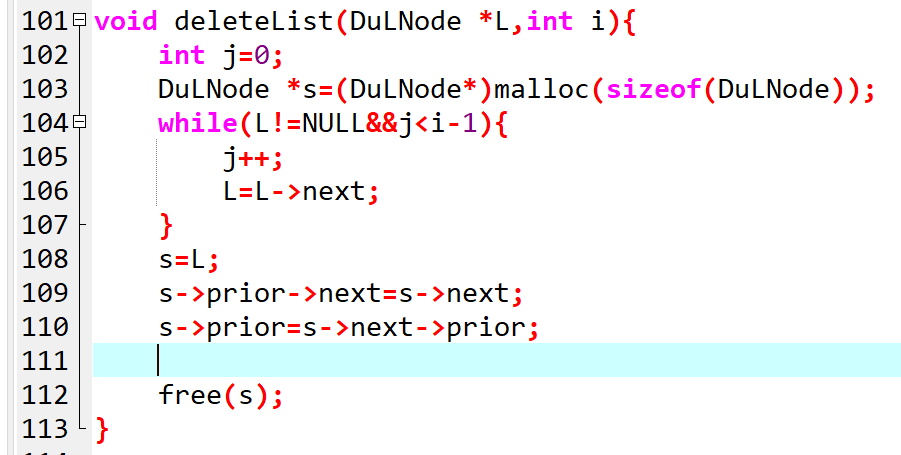 101 void deleteList(DuLNode *L,int i){
102 int j=0;
103 DuLNode *s=(DuLNode*)malloc(sizeof(DuLNode));
104 while(L!=NULL&&j<i-1){
105 j++;
106 L=L->next;
107 }
108 s=L;
109 s->prior->next=s->next;
110 s->prior=s->next->prior;
111
112 free(s);
113 }